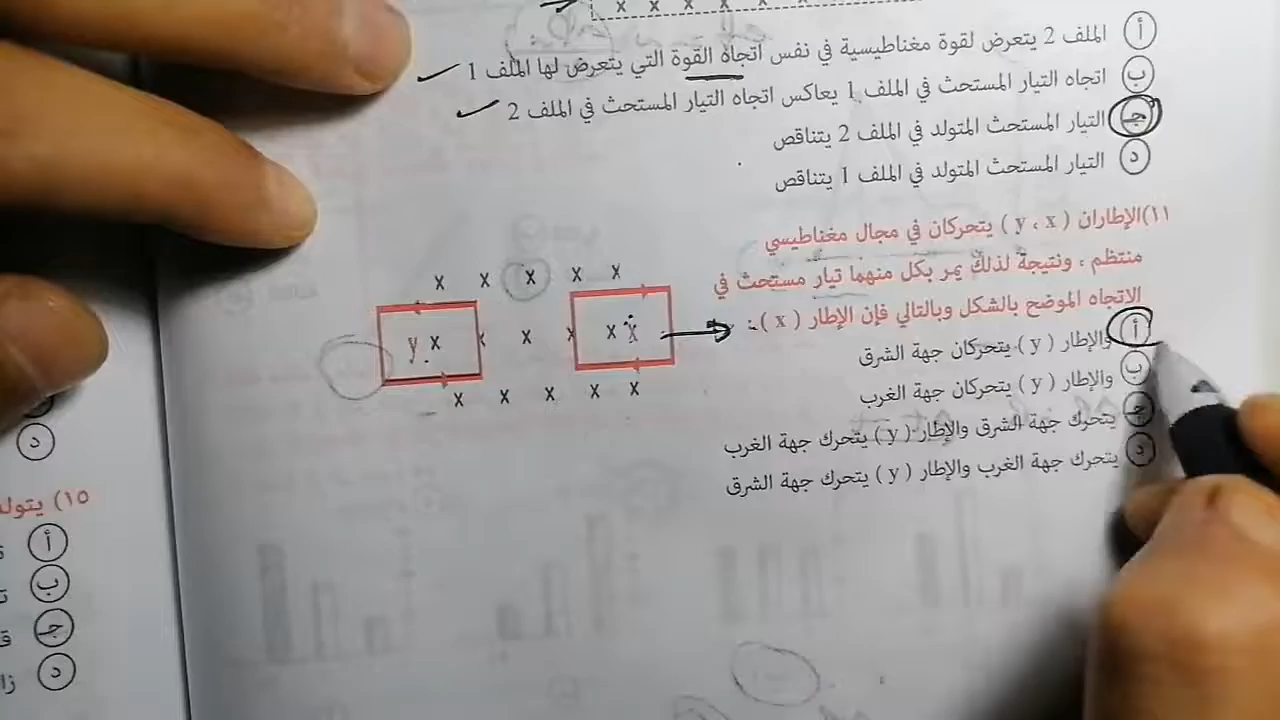 x x x x x x
أ الملف 2 يتعرض لقوة مغناطيسية في نفس اتجاه القوة التي يتعرض لها الملف 1
ب اتجاه التيار المستحث في الملف 1 يعاكس اتجاه التيار المستحث في الملف 2
جـ التيار المستحث المتولد في الملف 2 يتناقص
د التيار المستحث المتولد في الملف 1 يتناقص
١١) الإطاران ( y ، x ) يتحركان في مجال مغناطيسي
منتظم ، ونتيجة لذلك يمر بكل منهما تيار مستحث في
الاتجاه الموضح بالشكل وبالتالي فإن الإطار ( x ) :
أ والإطار ( y ) يتحركان جهة الشرق
ب والإطار ( y ) يتحركان جهة الغرب
جـ يتحرك جهة الشرق والإطار ( y ) يتحرك جهة الغرب
د يتحرك جهة الغرب والإطار ( y ) يتحرك جهة الشرق
x x x x x
y x x x x x x
x x x x x
د
١٥) يتولد
أ
ب
جـ
د